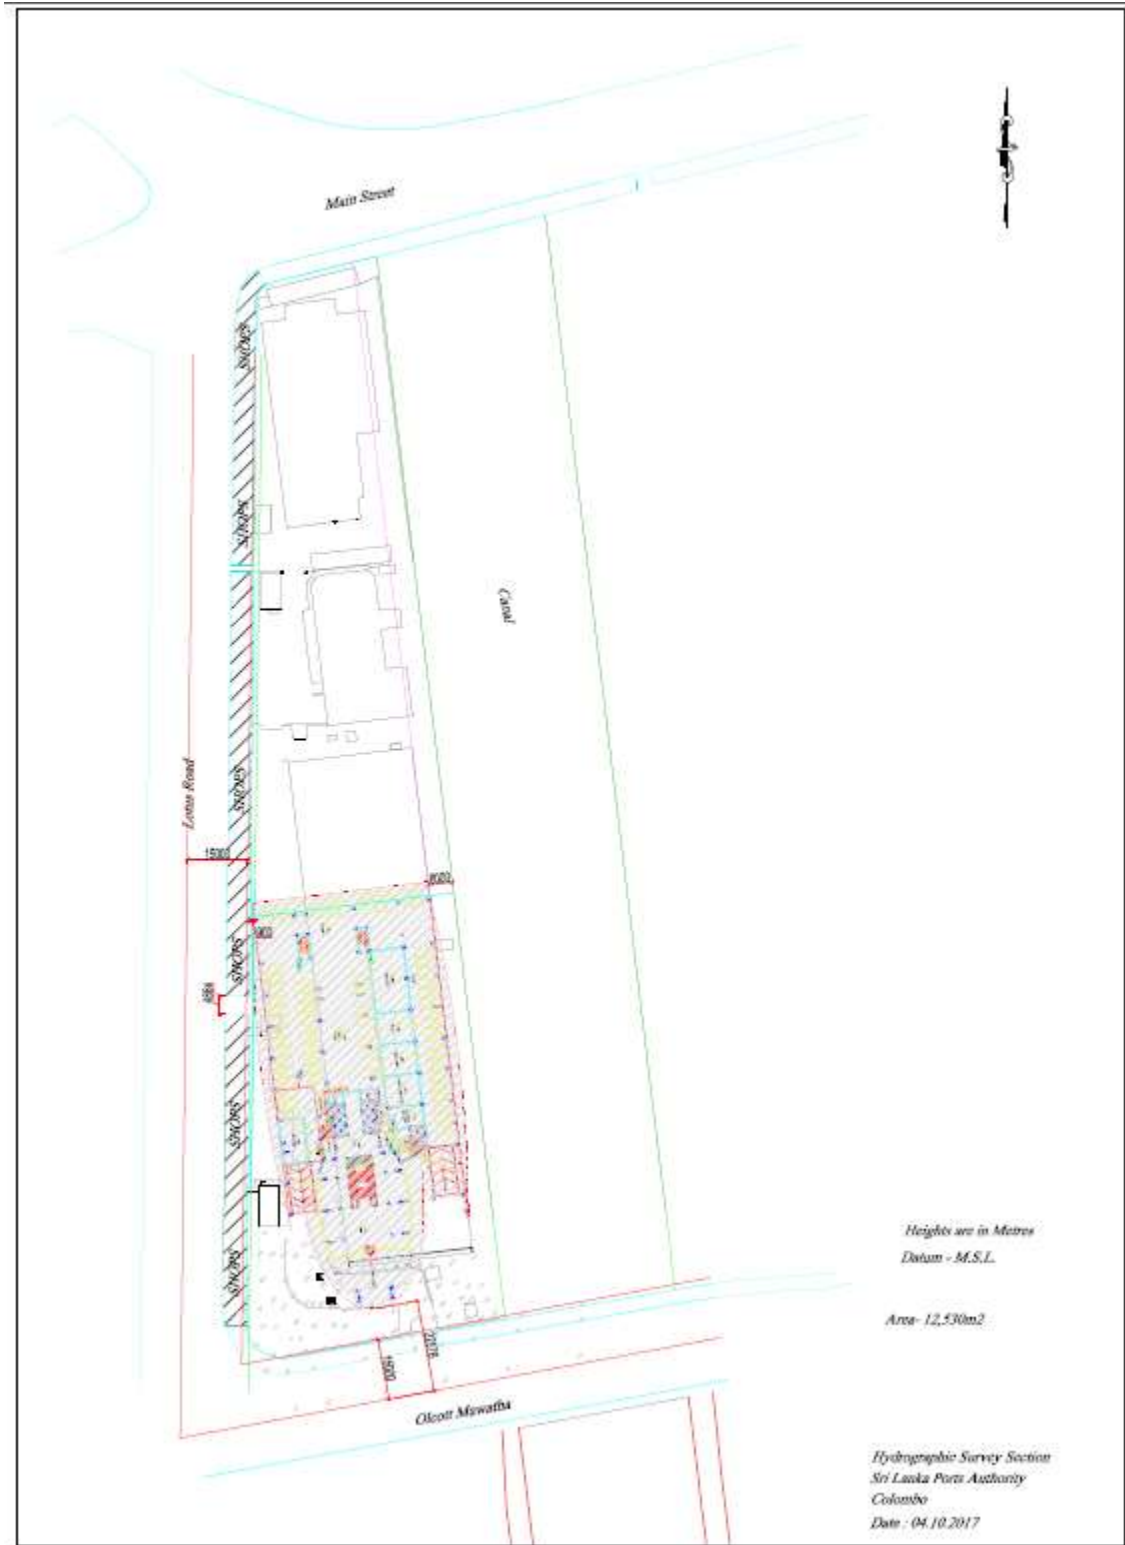 Main Street
SHOPS
SHOPS
Canal
Lotus Road
SHOPS
15000
SHOPS
SHOPS
SHOPS
15000
Olcott Mawatha
Heights are in Metres
Datum - M.S.L.
Area- 12,530m2
Hydrographic Survey Section
Sri Lanka Ports Authority
Colombo
Date : 04.10.2017